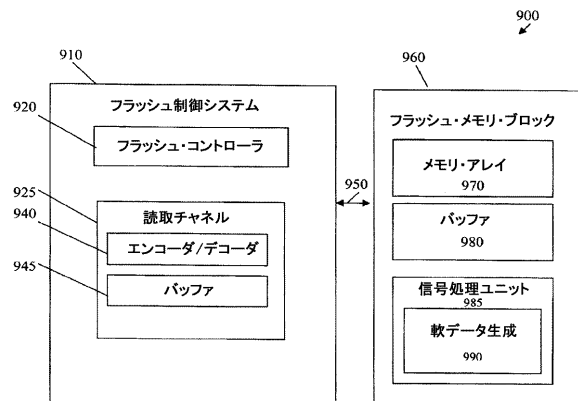 900
910
フラッシュ制御システム
920
フラッシュ・コントローラ
925
読取チャネル
940
エンコーダ/デコーダ
945
バッファ
950
960
フラッシュ・メモリ・ブロック
メモリ・アレイ
970
バッファ
980
信号処理ユニット
985
軟データ生成
990